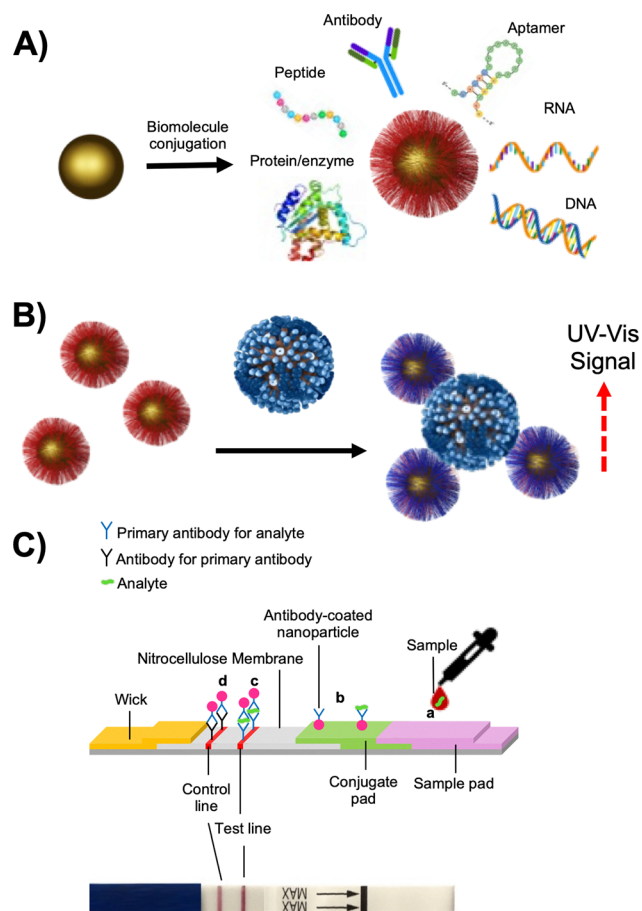 A)
Antibody
Aptamer
Peptide
RNA
Biomolecule
conjugation
Protein/enzyme
DNA
B)
UV-Vis
Signal
C)
Primary antibody for analyte
Antibody for primary antibody
Analyte
Antibody-coated
nanoparticle
Sample
Nitrocellulose Membrane
Wick
d
c
b
a
Control
line
Test line
Conjugate
pad
Sample pad
MAX
MAX